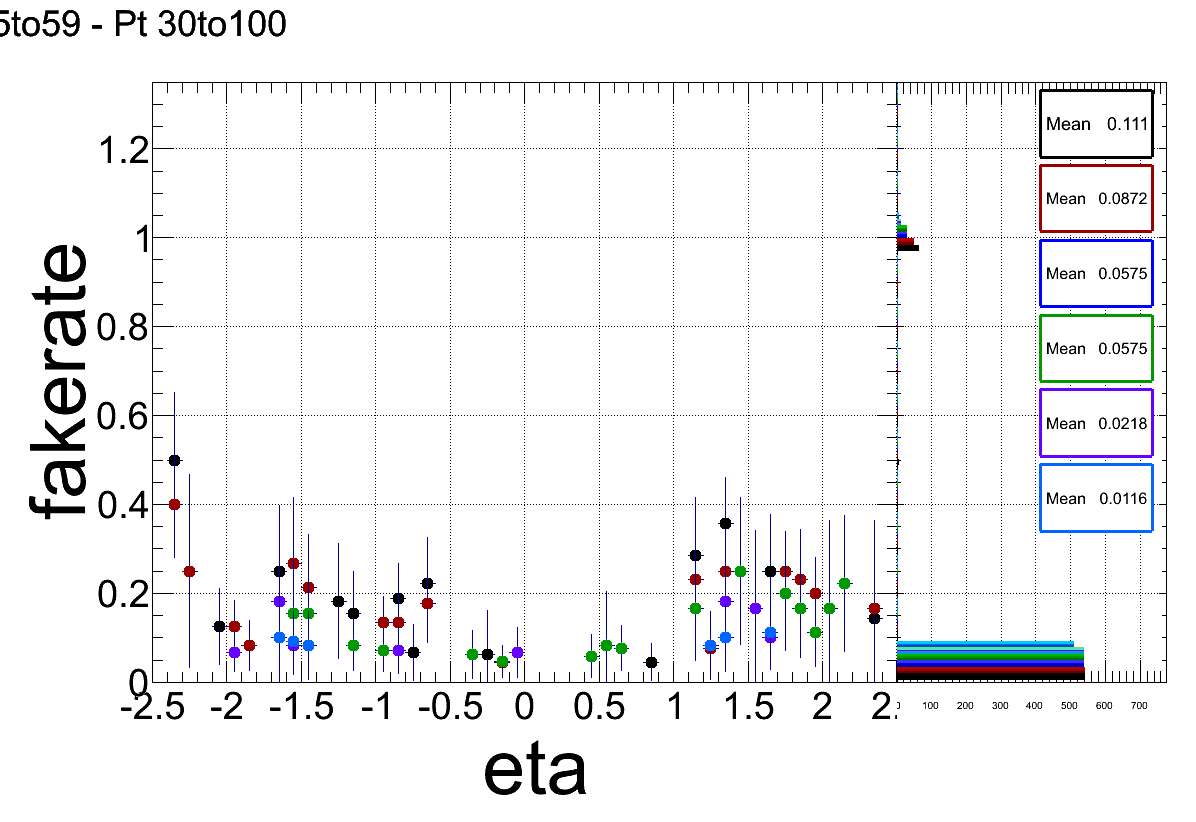 5to59 - Pt 30to100
Mean 0.111
Mean 0.0872
Mean 0.0575
Mean 0.0575
Mean 0.0218
Mean 0.0116
fakerate
1.2
1
0.8
0.6
0.4
0.2
0
-2.5 -2 -1.5 -1 -0.5 0 0.5 1 1.5 2 2.
100 200 300 400 500 600 700
eta